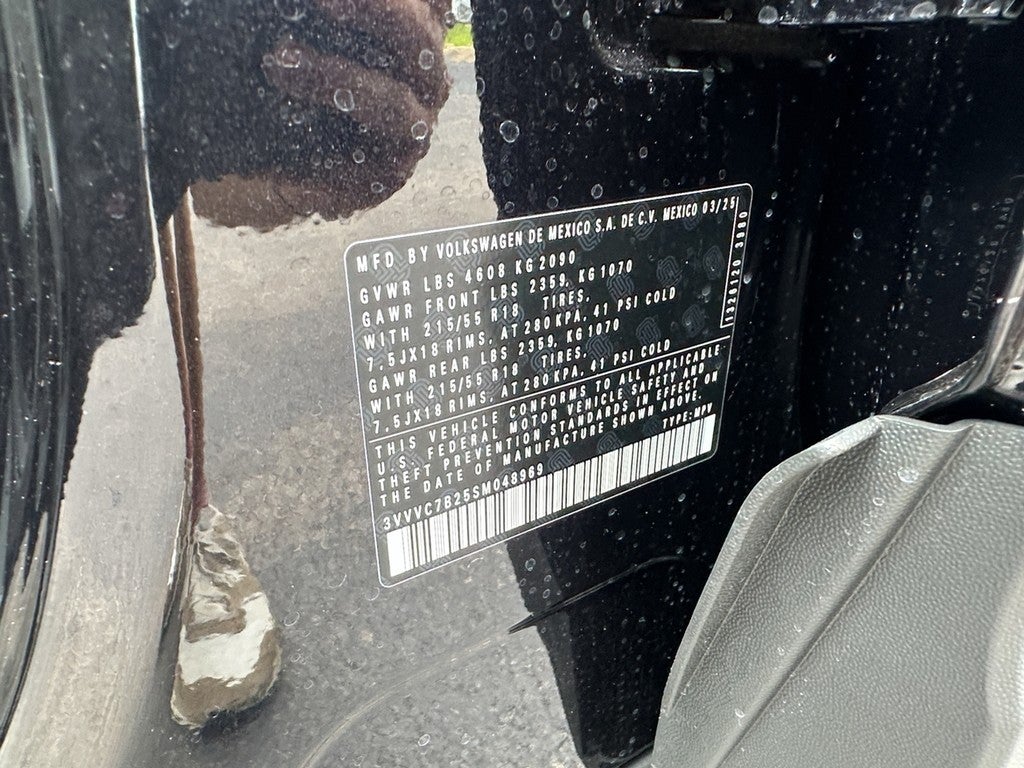 MFD BY VOLKSWAGEN DE MEXICO S.A. DE C.V. MEXICO 03/25
GVWR LBS 4608 KG 2090
GAWR FRONT LBS 2359, KG 1070
WITH 215/55 R18 TIRES,
7,5JX18 RIMS, AT 280 KPA, 41 PSI COLD
GAWR REAR LBS 2359, KG 1070
WITH 215/55 R18 TIRES,
7,5JX18 RIMS, AT 280 KPA, 41 PSI COLD
THIS VEHICLE CONFORMS TO ALL APPLICABLE
U.S. FEDERAL MOTOR VEHICLE SAFETY AND
THEFT PREVENTION STANDARDS IN EFFECT ON
THE DATE OF MANUFACTURE SHOWN ABOVE.
3VVVC7B25SM048969 TYPE: MPV
1320120 3980